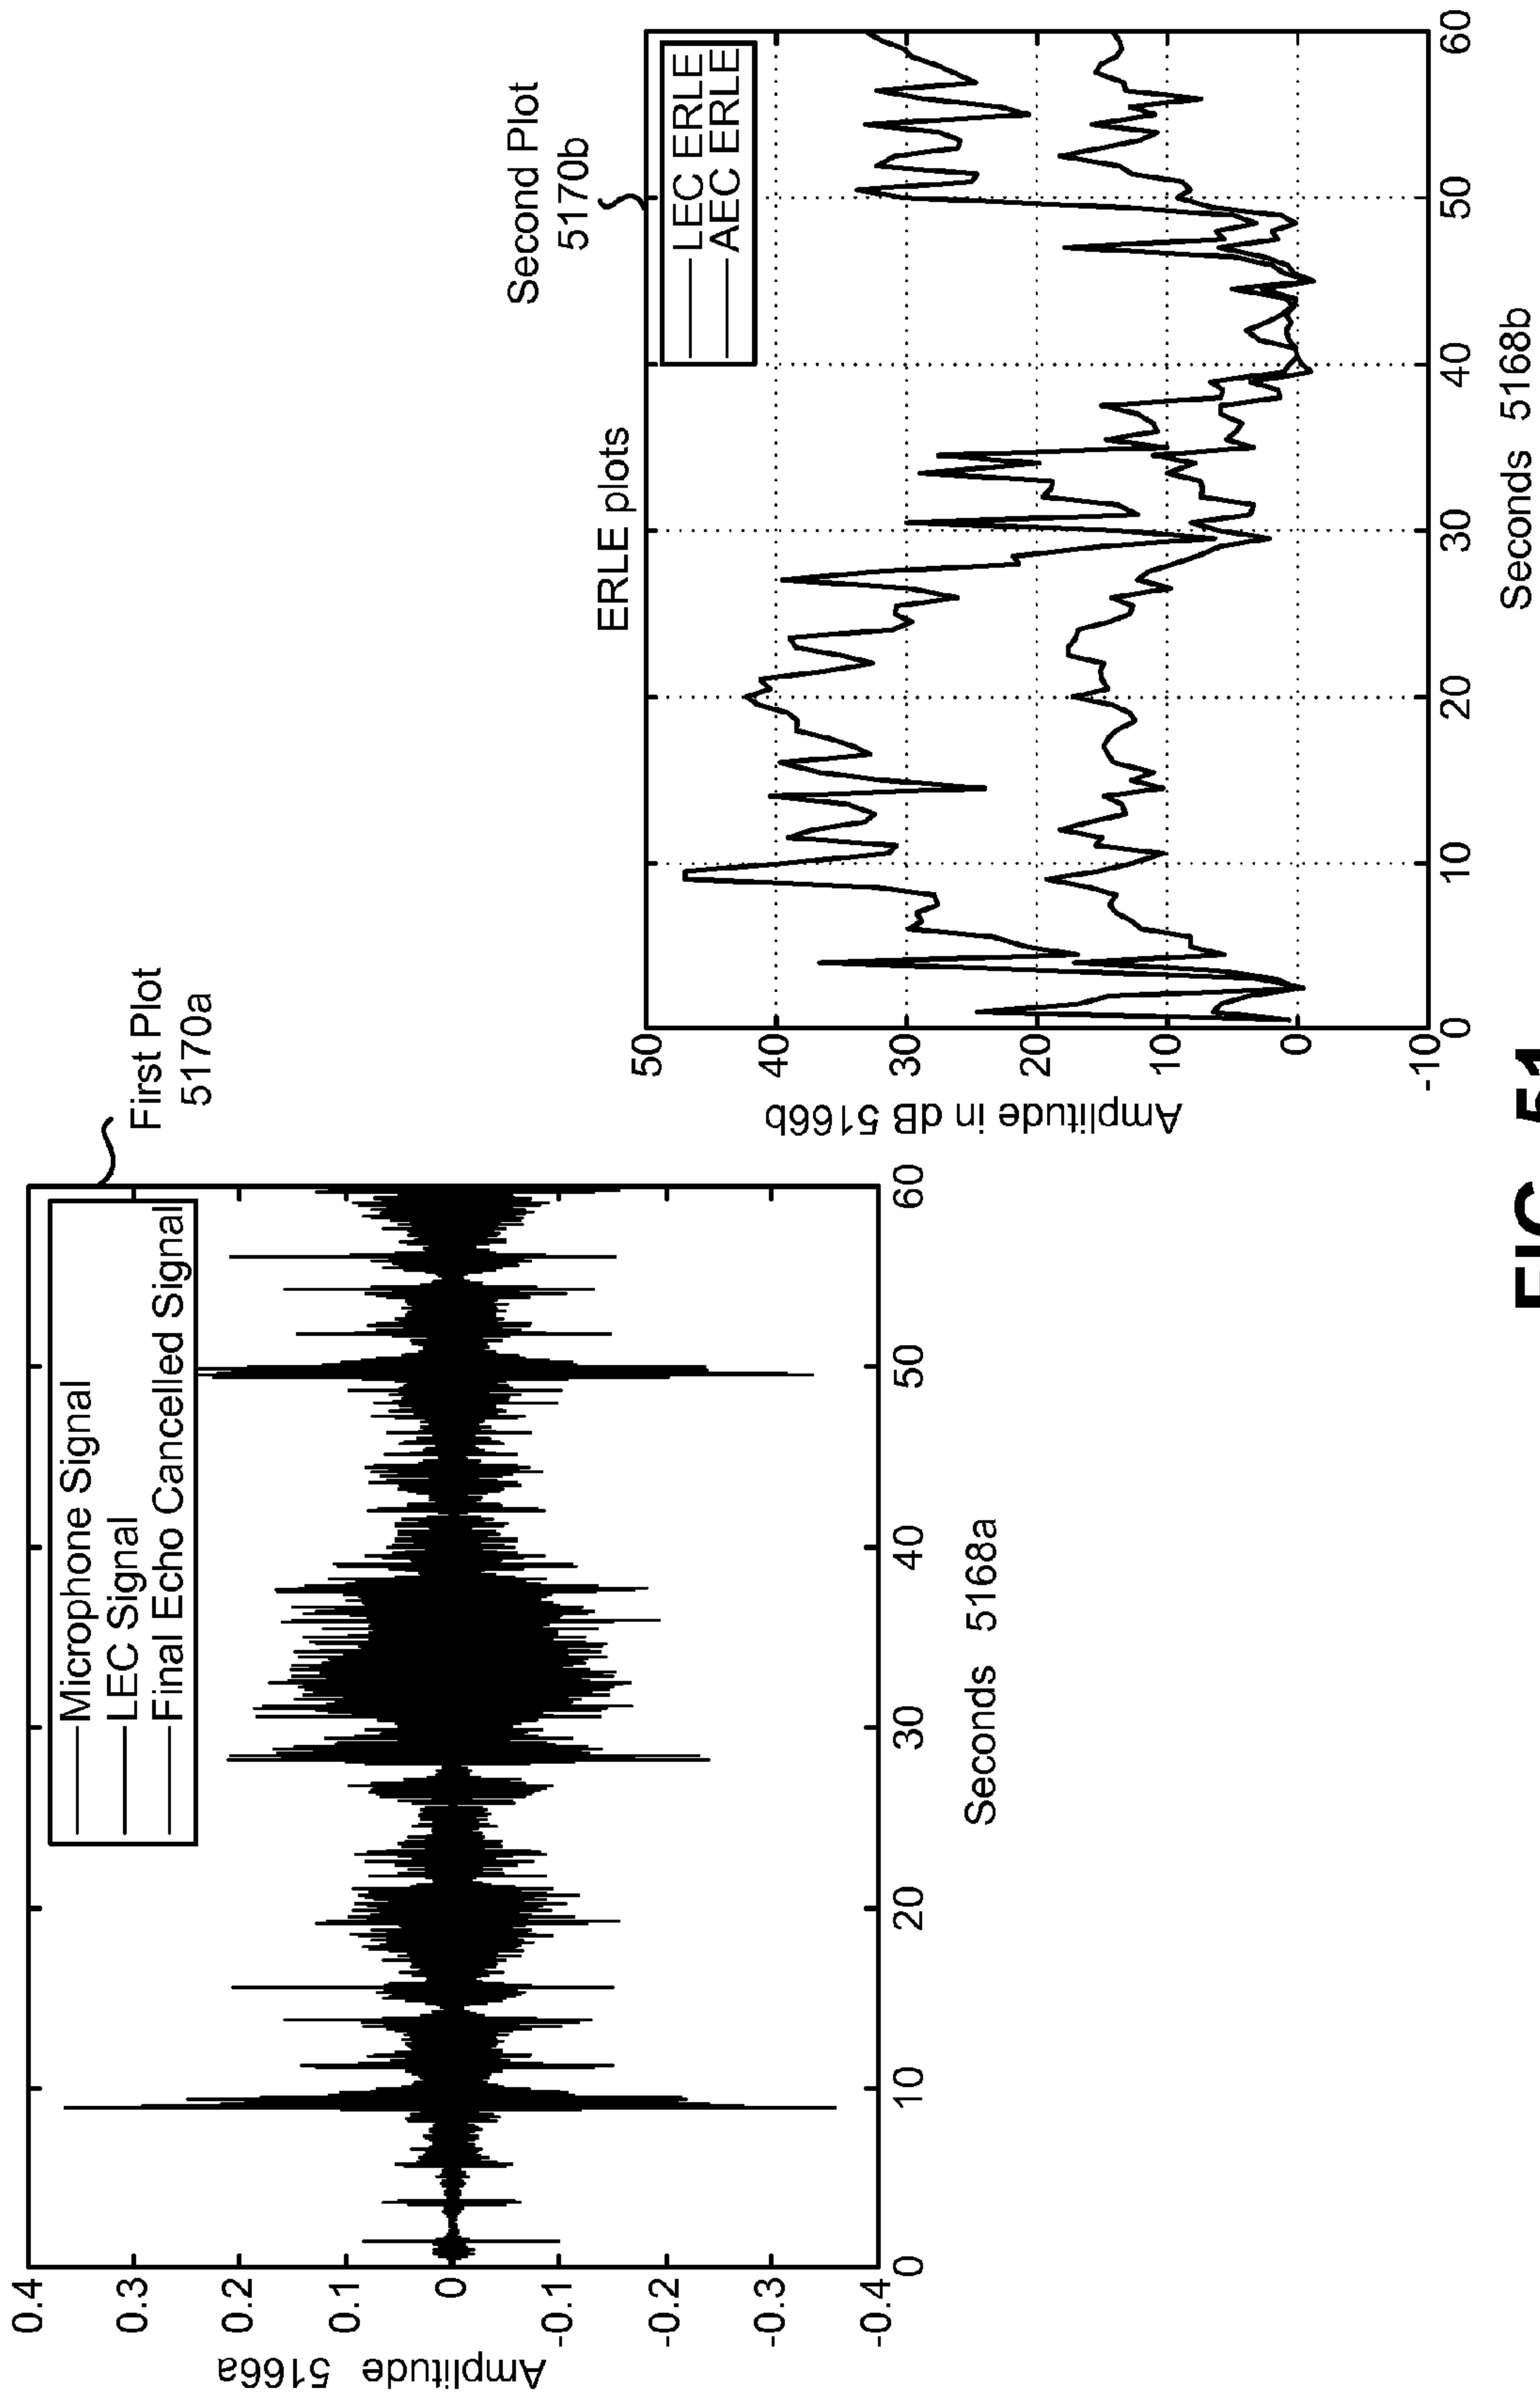 First Plot
5170a
Microphone Signal
LEC Signal
Final Echo Cancelled Signal
0.4
0.3
0.2
0.1
0
-0.1
-0.2
-0.3
-0.4
Amplitude 5166a
0 10 20 30 40 50 60
Seconds 5168a
Second Plot
5170b
ERLE plots
LEC ERLE
AEC ERLE
50
40
30
20
10
0
-10
Amplitude in dB 5166b
0 10 20 30 40 50 60
Seconds 5168b
FIG. 51